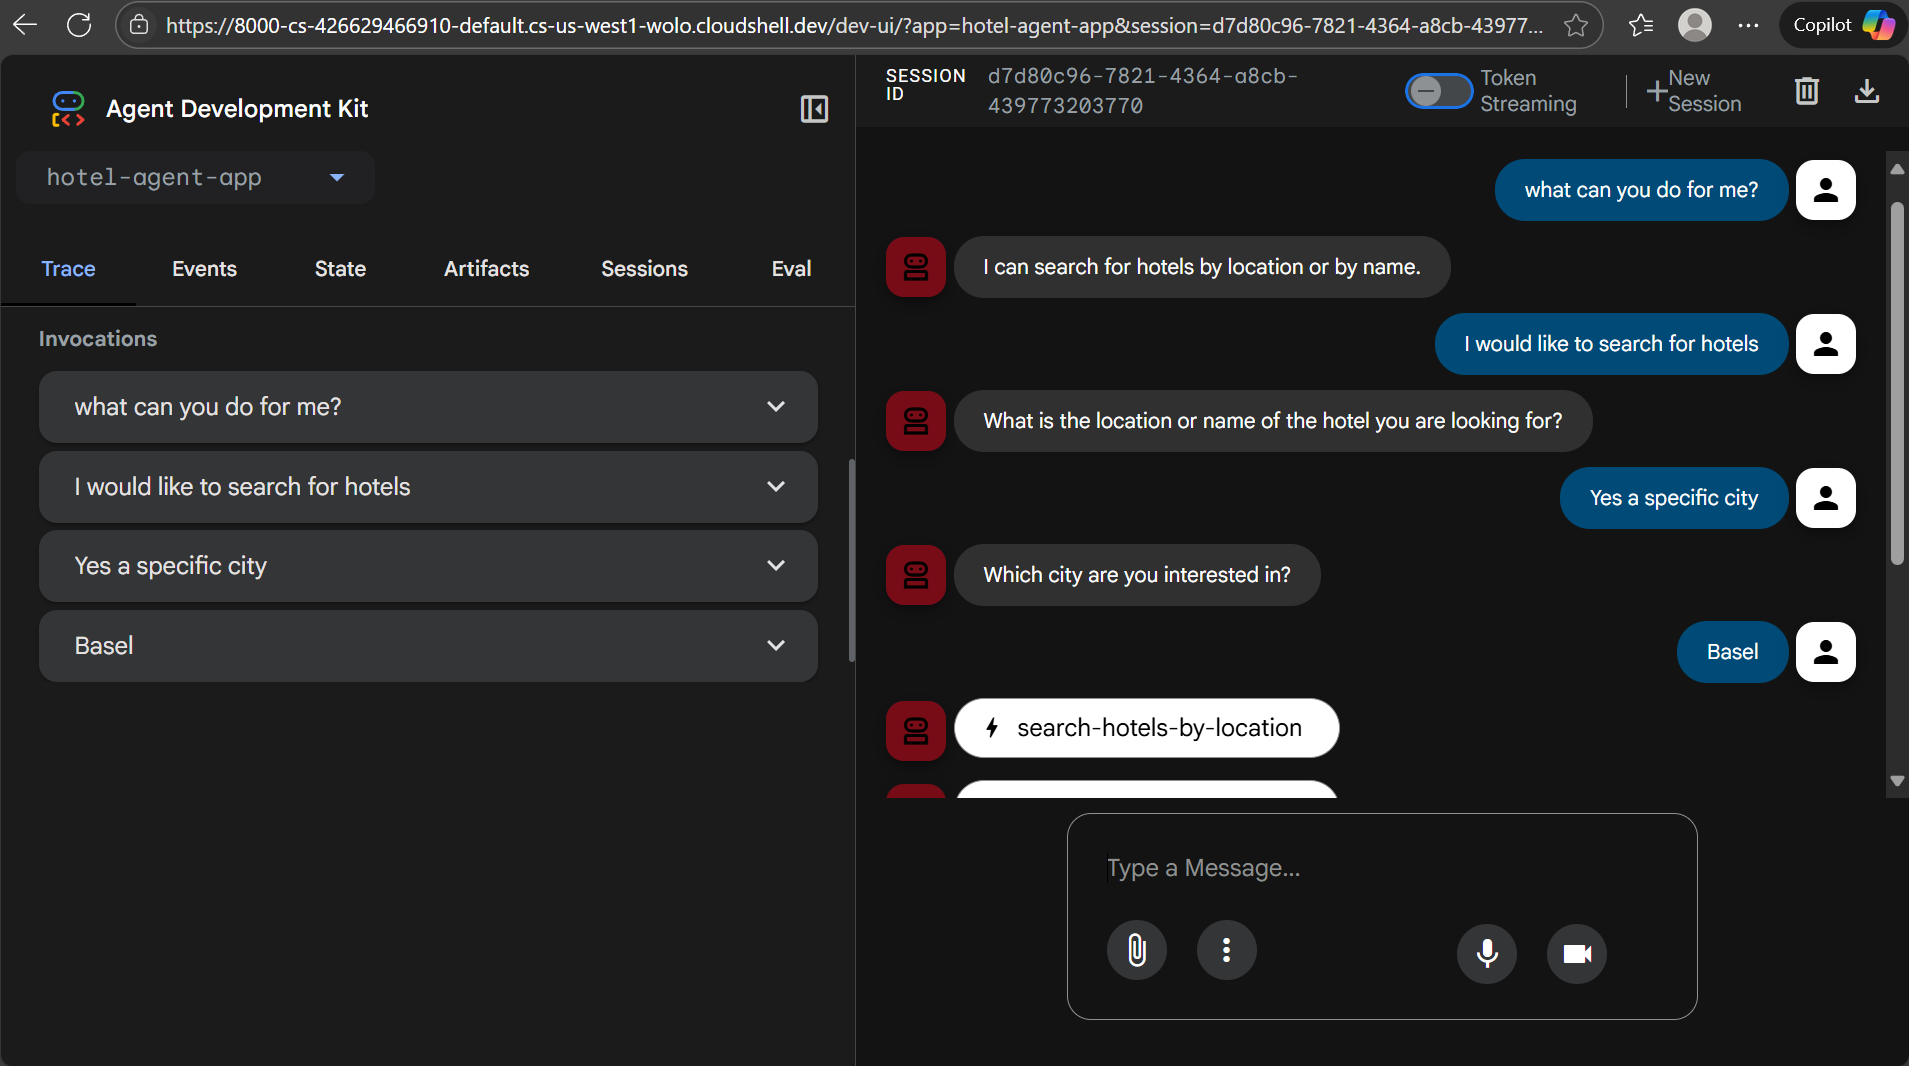 https://8000-cs-426629466910-default.cs-us-west1-wolo.cloudshell.dev/dev-ui/?app=hotel-agent-app&session=d7d80c96-7821-4364-a8cb-43977...
Copilot
Agent Development Kit
hotel-agent-app
Trace
Events
State
Artifacts
Sessions
Eval
Invocations
what can you do for me?
I would like to search for hotels
Yes a specific city
Basel
SESSION
ID
d7d80c96-7821-4364-a8cb-
439773203770
Token
Streaming
New
Session
what can you do for me?
I can search for hotels by location or by name.
I would like to search for hotels
What is the location or name of the hotel you are looking for?
Yes a specific city
Which city are you interested in?
Basel
search-hotels-by-location
Type a Message...